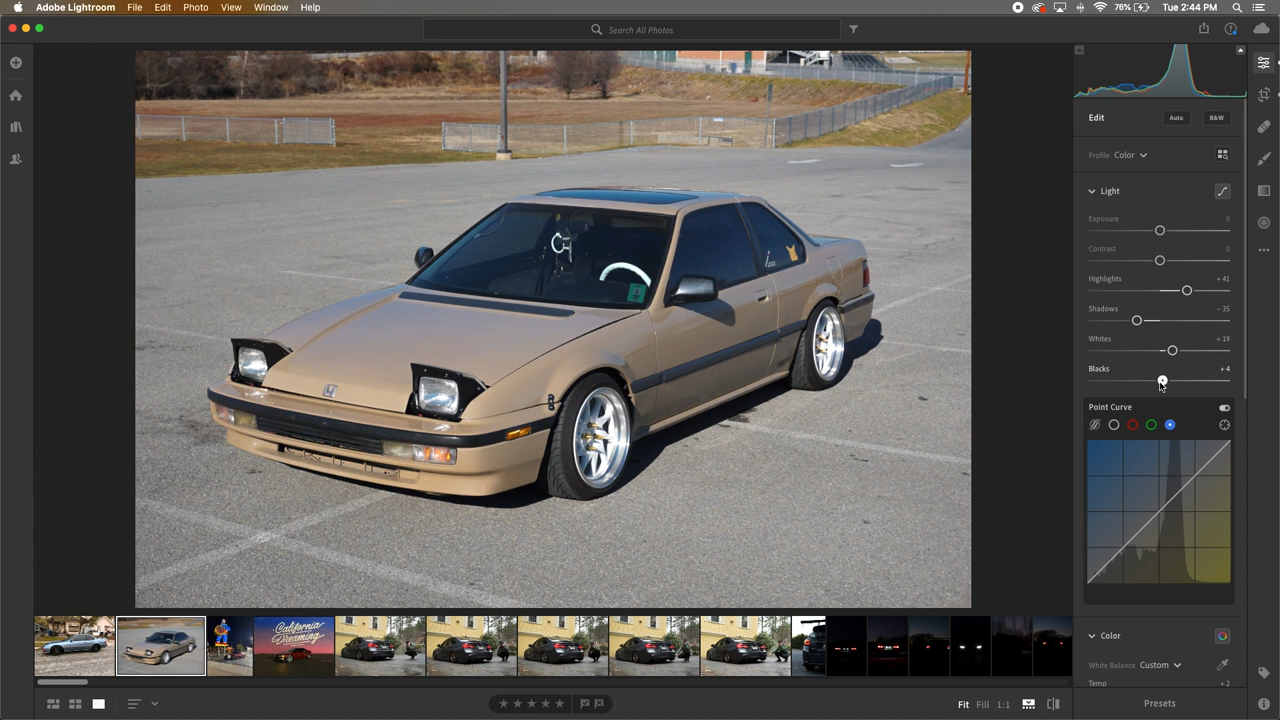 Adobe Lightroom File Edit Photo View Window Help 76% Tue 2:44 PM
Search All Photos
Edit Auto B&W
Profile Color
Light
Exposure 0
Contrast 0
Highlights + 41
Shadows - 35
Whites + 19
Blacks + 4
Point Curve
California
Dreaming
Color
White Balance Custom
Temp + 2
Fit Fill 1:1
Presets